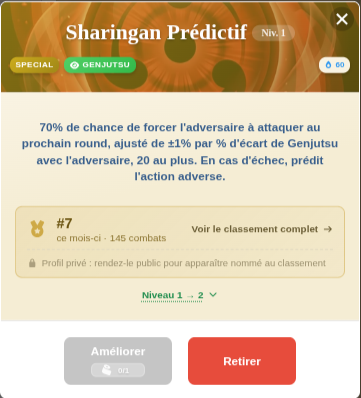 Sharingan Prédictif Niv. 1
SPECIAL GENJUTSU 60
70% de chance de forcer l'adversaire à attaquer au
prochain round, ajusté de ±1% par % d'écart de Genjutsu
avec l'adversaire, 20 au plus. En cas d'échec, prédit
l'action adverse.
#7
ce mois-ci · 145 combats
Voir le classement complet →
Profil privé : rendez-le public pour apparaître nommé au classement
Niveau 1 → 2
Améliorer
0/1
Retirer